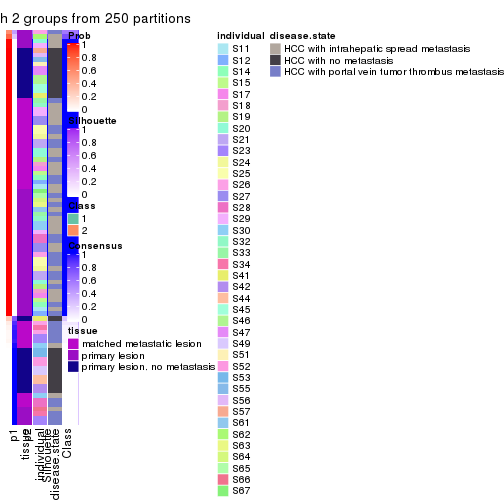 h 2 groups from 250 partitions
Prob
1
0.8
0.6
0.4
0.2
0
Silhouette
1
0.8
0.6
0.4
0.2
0
Class
1
2
Consensus
1
0.8
0.6
0.4
0.2
0
tissue
matched metastatic lesion
primary lesion
primary lesion, no metastasis
individual
S11
S12
S14
S15
S17
S18
S19
S20
S21
S23
S24
S25
S26
S27
S28
S29
S30
S32
S33
S34
S41
S42
S44
S45
S46
S47
S49
S51
S52
S53
S55
S56
S57
S61
S62
S63
S64
S65
S66
S67
disease.state
HCC with intrahepatic spread metastasis
HCC with no metastasis
HCC with portal vein tumor thrombus metastasis
p1
tissue
individual
Silhouette
disease.state
Class